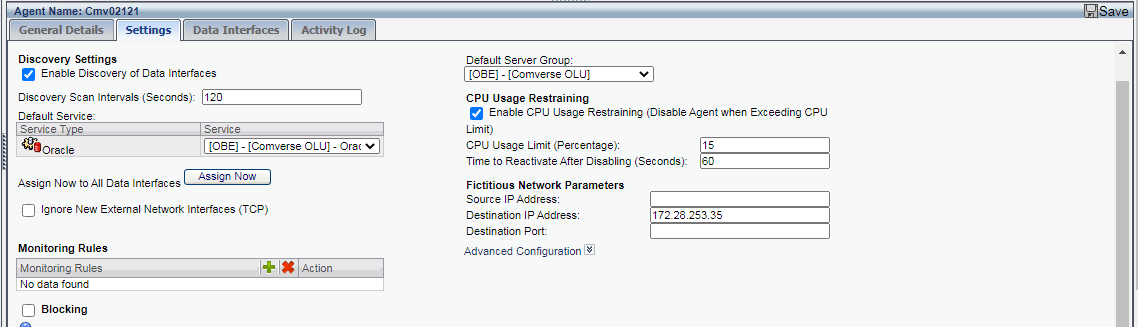 Agent Name: Cmv02121
Save
General Details
Settings
Data Interfaces
Activity Log
Discovery Settings
Enable Discovery of Data Interfaces
Discovery Scan Intervals (Seconds): 120
Default Service:
Service Type Service
Oracle [OBE] - [Comverse OLU] - Orac
Assign Now to All Data Interfaces Assign Now
Ignore New External Network Interfaces (TCP)
Monitoring Rules
Monitoring Rules Action
No data found
Blocking
Default Server Group:
[OBE] - [Comverse OLU]
CPU Usage Restraining
Enable CPU Usage Restraining (Disable Agent when Exceeding CPU
Limit)
CPU Usage Limit (Percentage): 15
Time to Reactivate After Disabling (Seconds): 60
Fictitious Network Parameters
Source IP Address:
Destination IP Address: 172.28.253.35
Destination Port:
Advanced Configuration